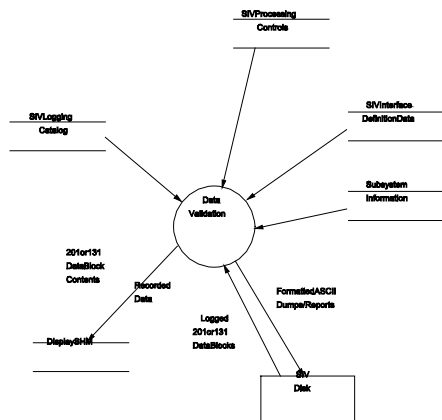 SIVProcessing
Controls
SIVLogging
Catalog
SIVInterface
DefinitionData
Subsystem
Information
Data
Validation
201or131
DataBlock
Contents
Recorded
Data
FormattedASCII
Dumps/Reports
Logged
201or131
DataBlocks
DisplaySHM
SIV
Disk